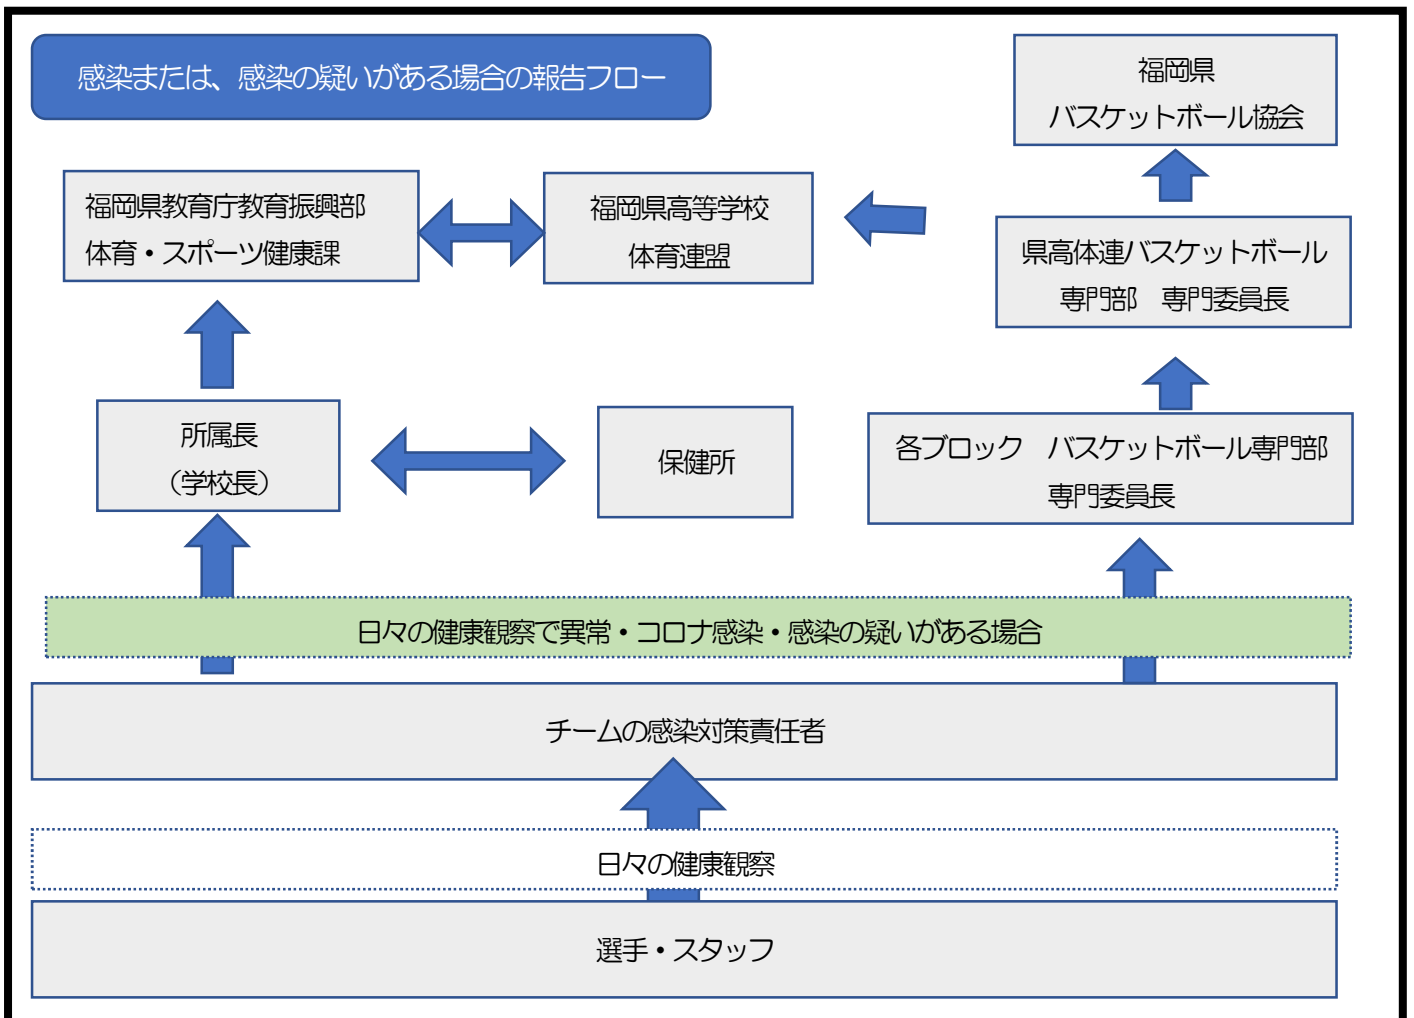 感染または、感染の疑いがある場合の報告フロー
福岡県
バスケットボール協会
福岡県教育庁教育振興部
体育・スポーツ健康課
福岡県高等学校
体育連盟
県高体連バスケットボール
専門部　専門委員長
所属長
（学校長）
保健所
各ブロック　バスケットボール専門部
専門委員長
日々の健康観察で異常・コロナ感染・感染の疑いがある場合
チームの感染対策責任者
日々の健康観察
選手・スタッフ